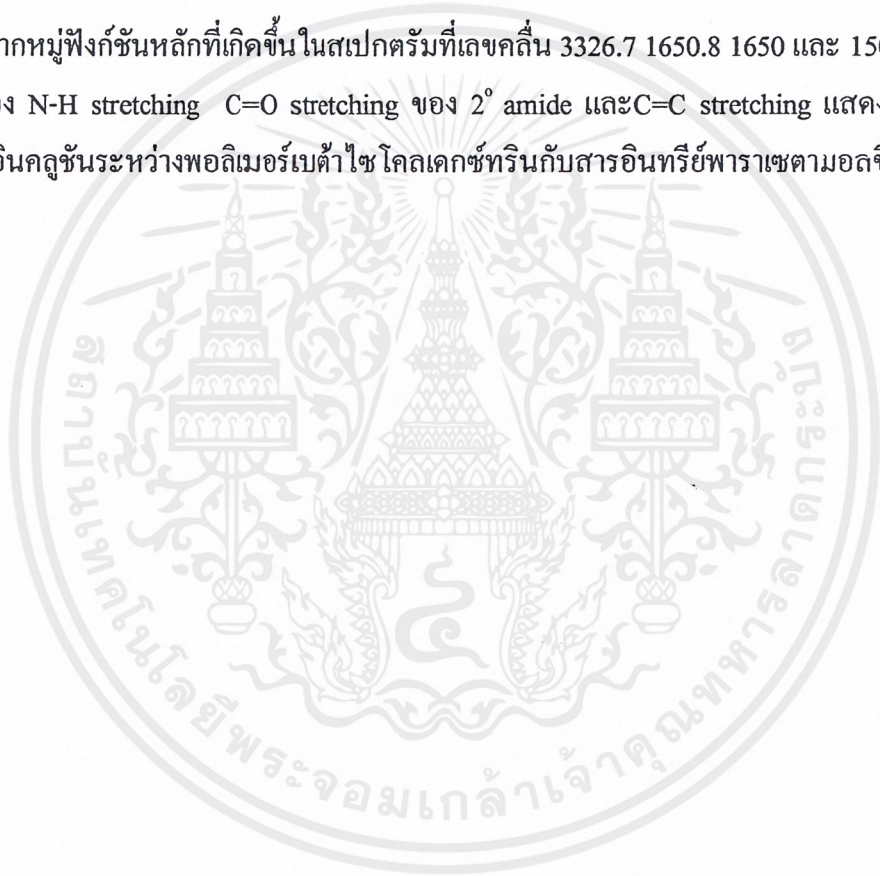 ากหมู่ฟังก์ชันหลักที่เกิดขึ้นในสเปกตรัมที่เลขคลื่น 3326.7 1650.8 1650 และ 150
ง N-H stretching C=O stretching ของ 2° amide และC=C stretching แสดง
อินคลูชันระหว่างพอลิเมอร์เบต้าไซโคลเดกซ์ทรินกับสารอินทรีย์พาราเซตามอลซึ
สถาบันเทคโนโลยีพระจอมเกล้าเจ้าคุณทหารลาดกระบัง